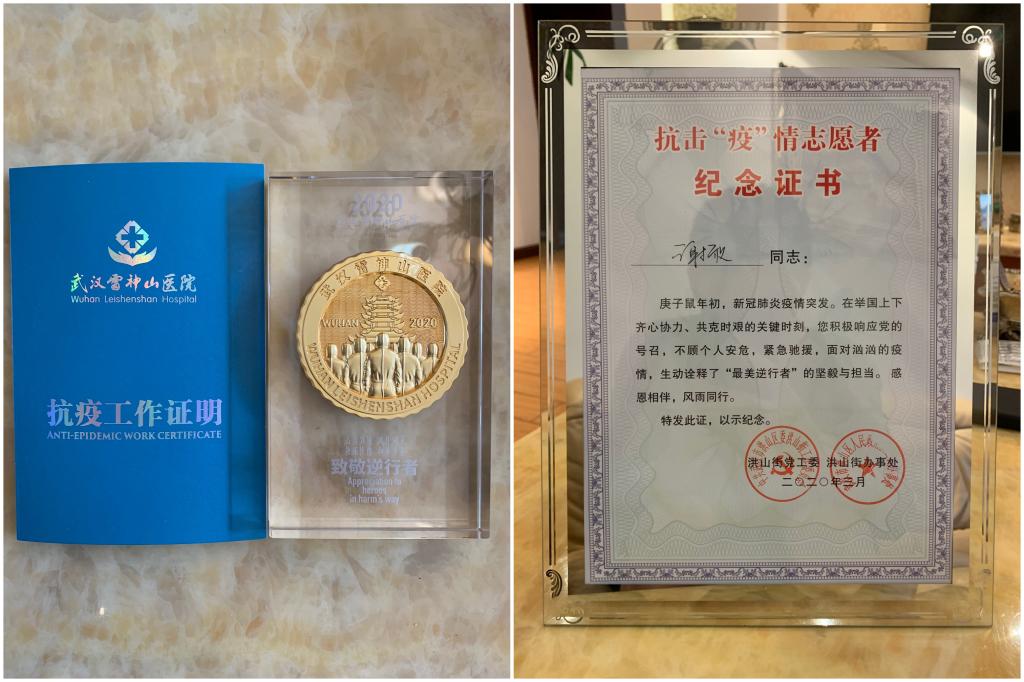 武汉雷神山医院
Wuhan Leishenshan Hospital
抗疫工作证明
ANTI-EPIDEMIC WORK CERTIFICATE
2020
武汉雷神山医院
WUHAN 2020
WUHAN LEISHENSHAN HOSPITAL
致敬逆行者
Appreciation to
heroes
in harm's way
抗击“疫”情志愿者
纪念证书
同志：
庚子鼠年初，新冠肺炎疫情突发。在举国上下
齐心协力、共克时艰的关键时刻，您积极响应党的
号召，不顾个人安危，紧急驰援，面对汹汹的疫
情，生动诠释了“最美逆行者”的坚毅与担当。感
恩相伴，风雨同行。
特发此证，以示纪念。
洪山街党工委 洪山街办事处
二〇二〇年三月